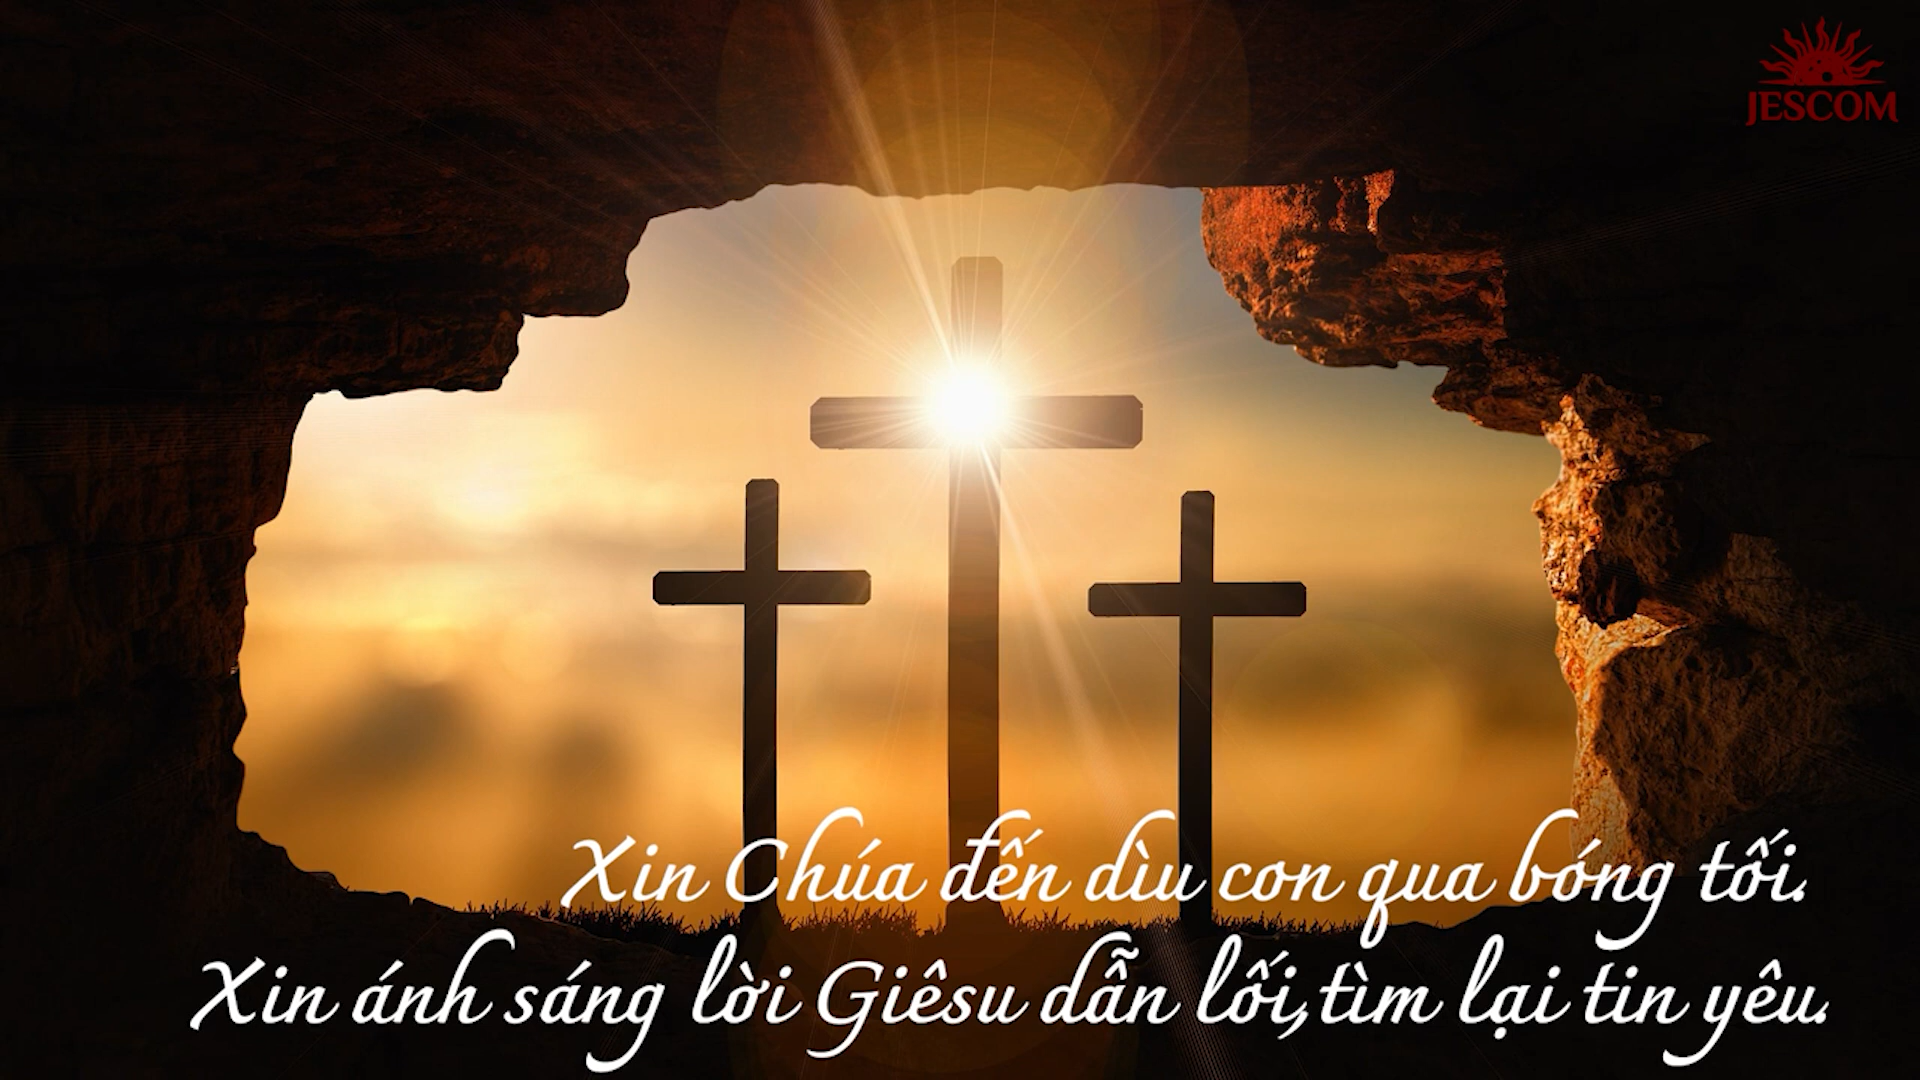 JESCOM
Xin Chúa đến dìu con qua bóng tối.
Xin ánh sáng lời Giêsu dẫn lối,tìm lại tin yêu.